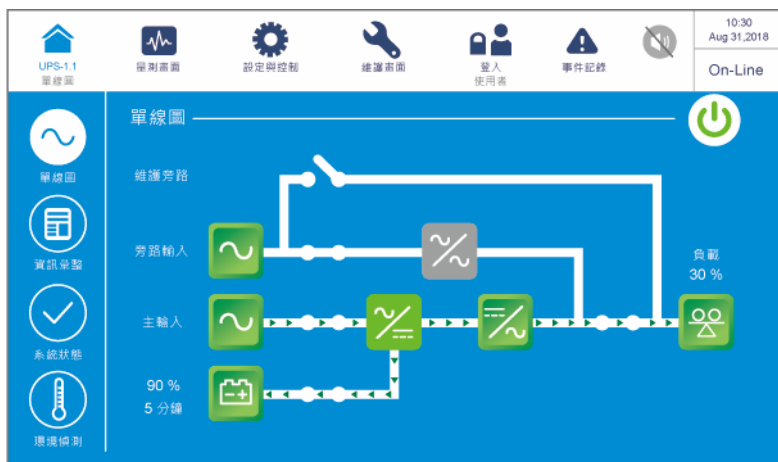 10:30
Aug 31,2018
On-Line
UPS-1.1
單線圖
量測畫面
設定與控制
維護畫面
登入
使用者
事件記錄
單線圖
資訊彙整
系統狀態
環境偵測
單線圖
維護旁路
旁路輸入
主輸入
90 %
5 分鐘
負載
30 %